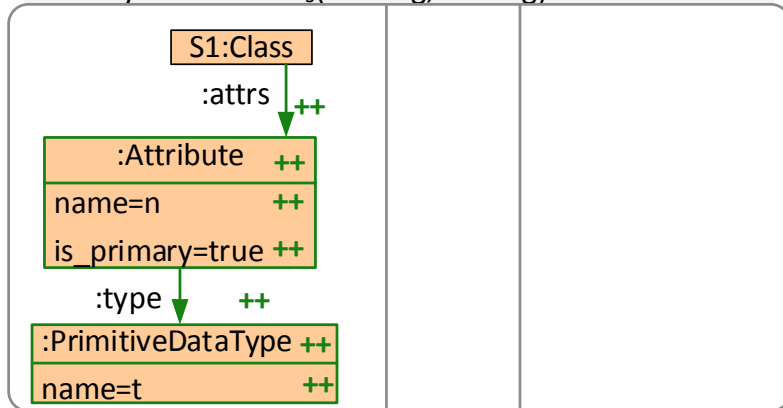 S1:Class
:attrs ++
:Attribute ++
name=n ++
is_primary=true ++
:type ++
:PrimitiveDataType ++
name=t ++